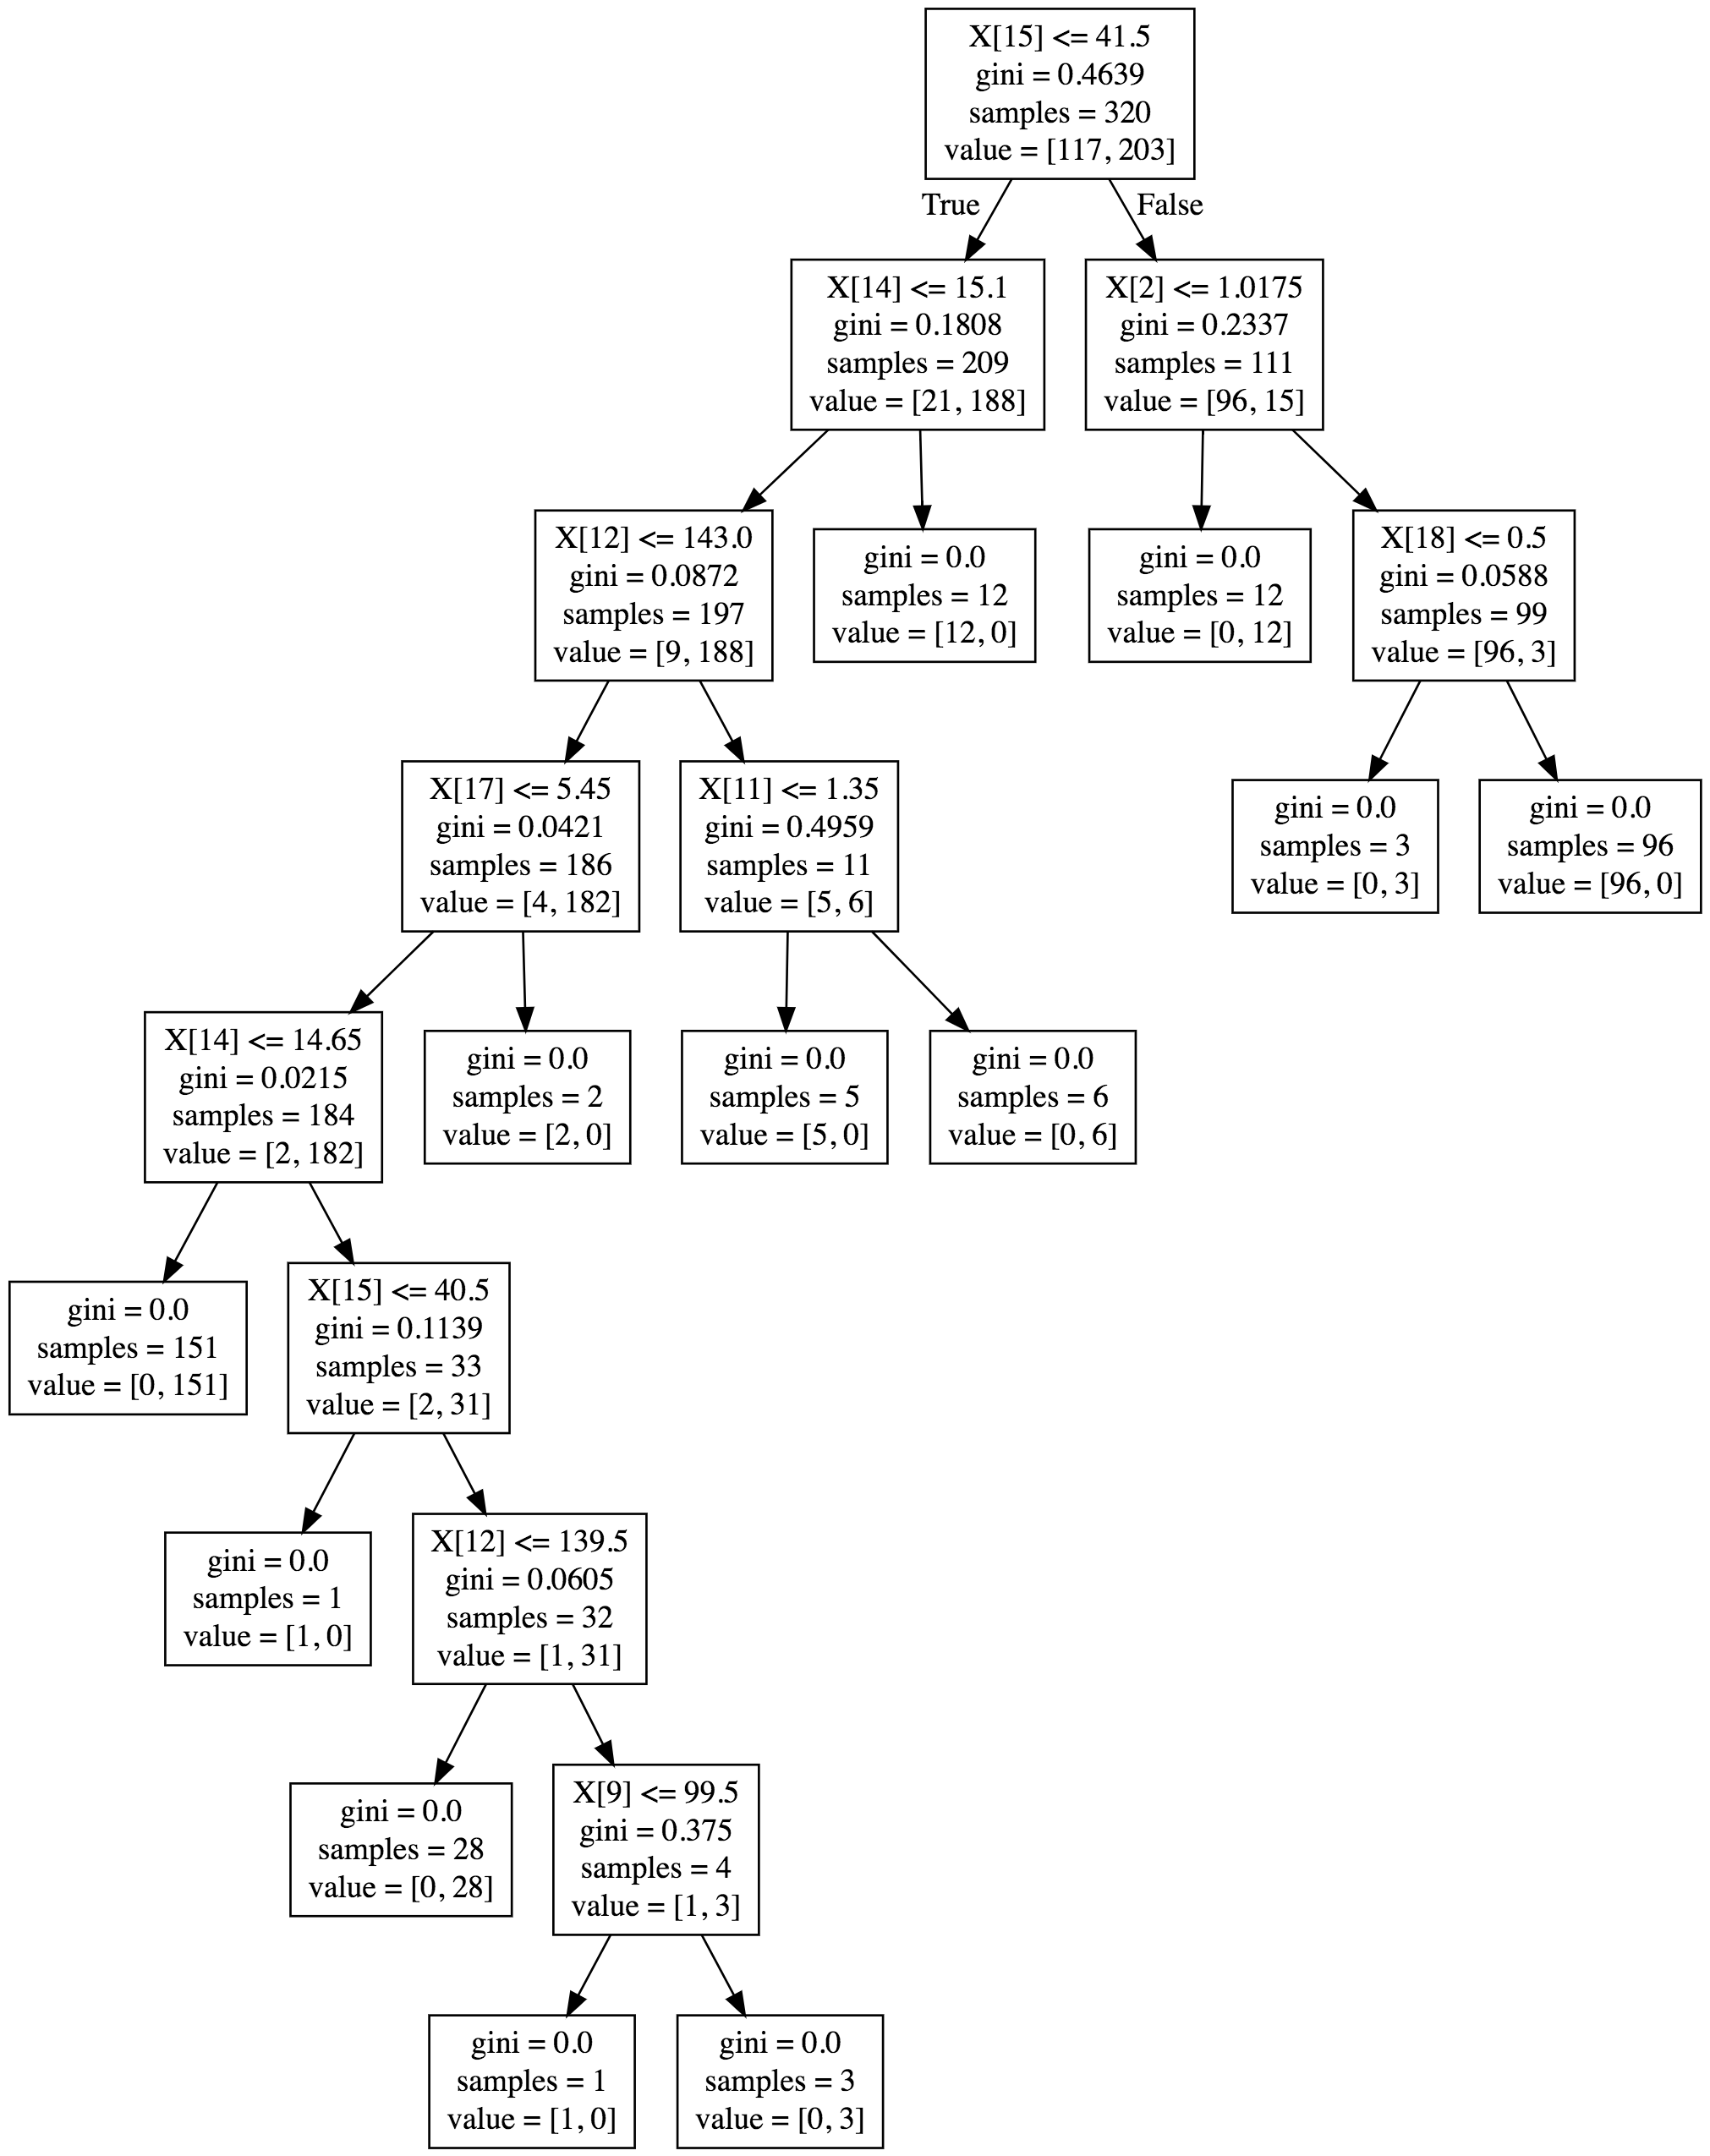 X[15] <= 41.5
gini = 0.4639
samples = 320
value = [117, 203]
True
False
X[14] <= 15.1
gini = 0.1808
samples = 209
value = [21, 188]
X[2] <= 1.0175
gini = 0.2337
samples = 111
value = [96, 15]
X[12] <= 143.0
gini = 0.0872
samples = 197
value = [9, 188]
gini = 0.0
samples = 12
value = [12, 0]
gini = 0.0
samples = 12
value = [0, 12]
X[18] <= 0.5
gini = 0.0588
samples = 99
value = [96, 3]
X[17] <= 5.45
gini = 0.0421
samples = 186
value = [4, 182]
X[11] <= 1.35
gini = 0.4959
samples = 11
value = [5, 6]
gini = 0.0
samples = 3
value = [0, 3]
gini = 0.0
samples = 96
value = [96, 0]
X[14] <= 14.65
gini = 0.0215
samples = 184
value = [2, 182]
gini = 0.0
samples = 2
value = [2, 0]
gini = 0.0
samples = 5
value = [5, 0]
gini = 0.0
samples = 6
value = [0, 6]
gini = 0.0
samples = 151
value = [0, 151]
X[15] <= 40.5
gini = 0.1139
samples = 33
value = [2, 31]
gini = 0.0
samples = 1
value = [1, 0]
X[12] <= 139.5
gini = 0.0605
samples = 32
value = [1, 31]
gini = 0.0
samples = 28
value = [0, 28]
X[9] <= 99.5
gini = 0.375
samples = 4
value = [1, 3]
gini = 0.0
samples = 1
value = [1, 0]
gini = 0.0
samples = 3
value = [0, 3]